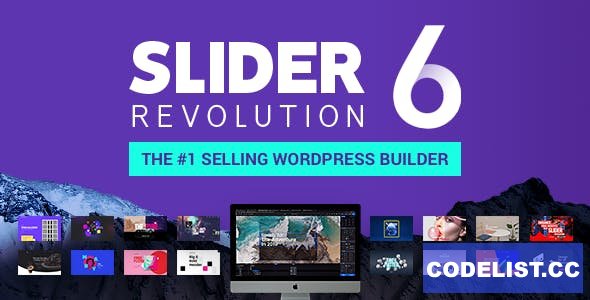 SLIDER 6
REVOLUTION
THE #1 SELLING WORDPRESS BUILDER
CODELIST.CC